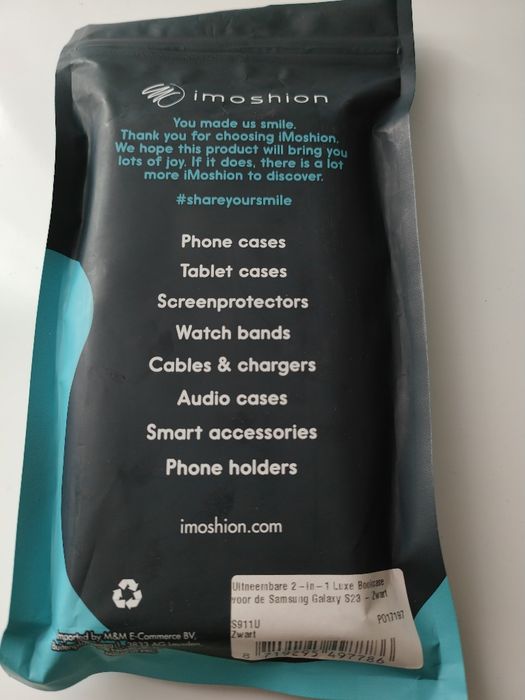 imoshion
You made us smile.
Thank you for choosing iMoshion.
We hope this product will bring you
lots of joy. If it does, there is a lot
more iMoshion to discover.
#shareyoursmile
Phone cases
Tablet cases
Screenprotectors
Watch bands
Cables & chargers
Audio cases
Smart accessories
Phone holders
imoshion.com
Uitneembare 2-in-1 Luxe Bookcase
voor de Samsung Galaxy S23 - Zwart
P017197
S911U
Zwart
Imported by M&M E-Commerce BV,